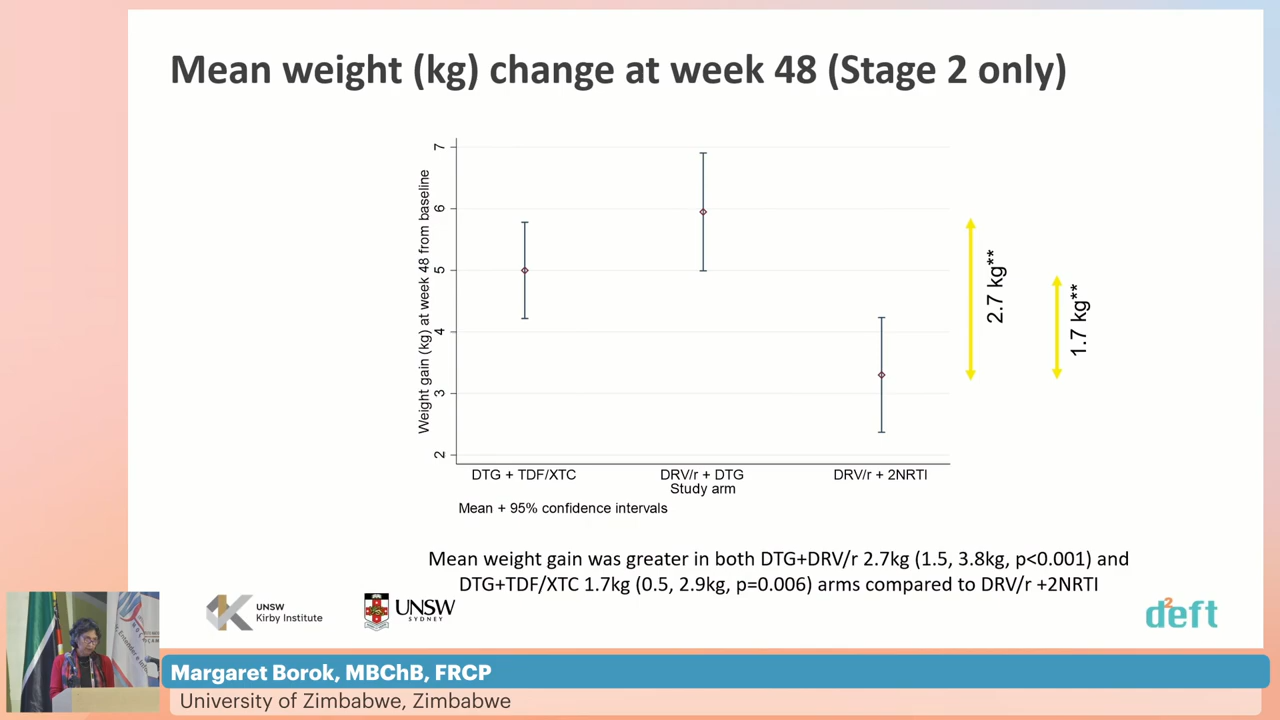 Mean weight (kg) change at week 48 (Stage 2 only)
Weight gain (kg) at week 48 from baseline
7
6
5
4
3
2
DTG + TDF/XTC
DRV/r + DTG
DRV/r + 2NRTI
Study arm
Mean + 95% confidence intervals
2.7 kg**
1.7 kg**
Mean weight gain was greater in both DTG+DRV/r 2.7kg (1.5, 3.8kg, p<0.001) and
DTG+TDF/XTC 1.7kg (0.5, 2.9kg, p=0.006) arms compared to DRV/r +2NRTI
UNSW
Kirby Institute
UNSW
SYDNEY
d2eft
Margaret Borok, MBChB, FRCP
University of Zimbabwe, Zimbabwe